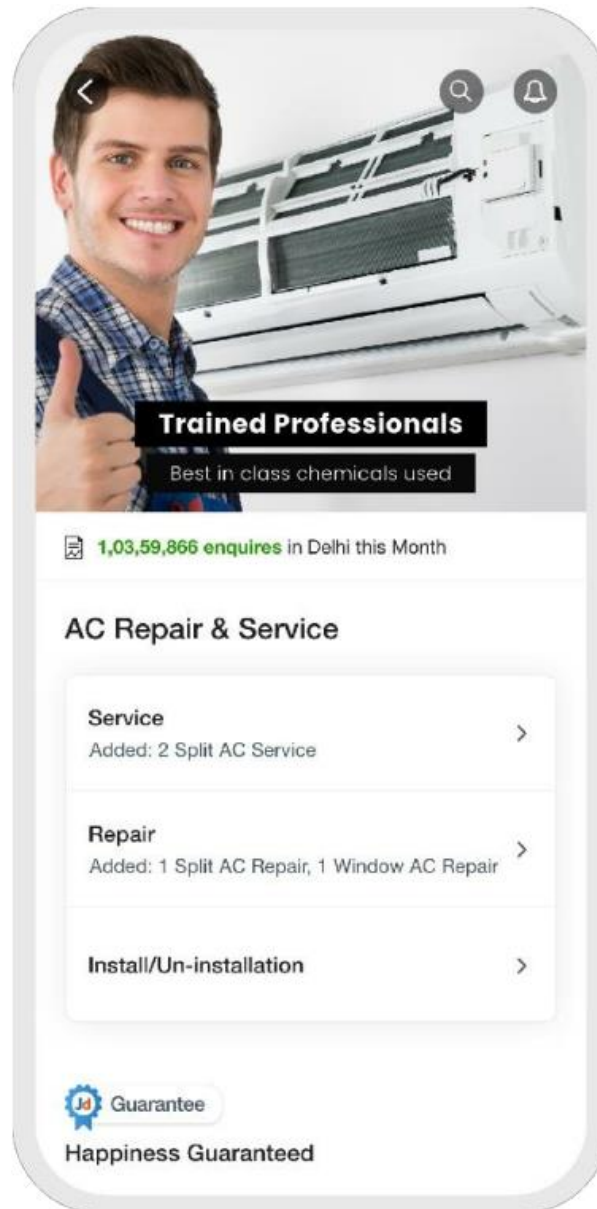 Trained Professionals
Best in class chemicals used
1,03,59,866 enquires in Delhi this Month
AC Repair & Service
Service
Added: 2 Split AC Service
Repair
Added: 1 Split AC Repair, 1 Window AC Repair
Install/Un-installation
Jd Guarantee
Happiness Guaranteed